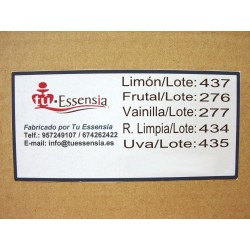 tu Essensia
Fabricado por Tu Essensia
Telf.: 957249107 / 674262422
E-mail: info@tuessensia.es
Limón/Lote: 437
Frutal/Lote: 276
Vainilla/Lote: 277
R. Limpia/Lote: 434
Uva/Lote: 435